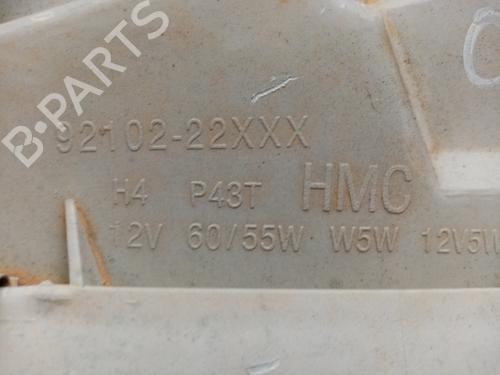 B-PARTS
92102-22XXX
H4 P43T HMC
12V 60/55W W5W 12V5W